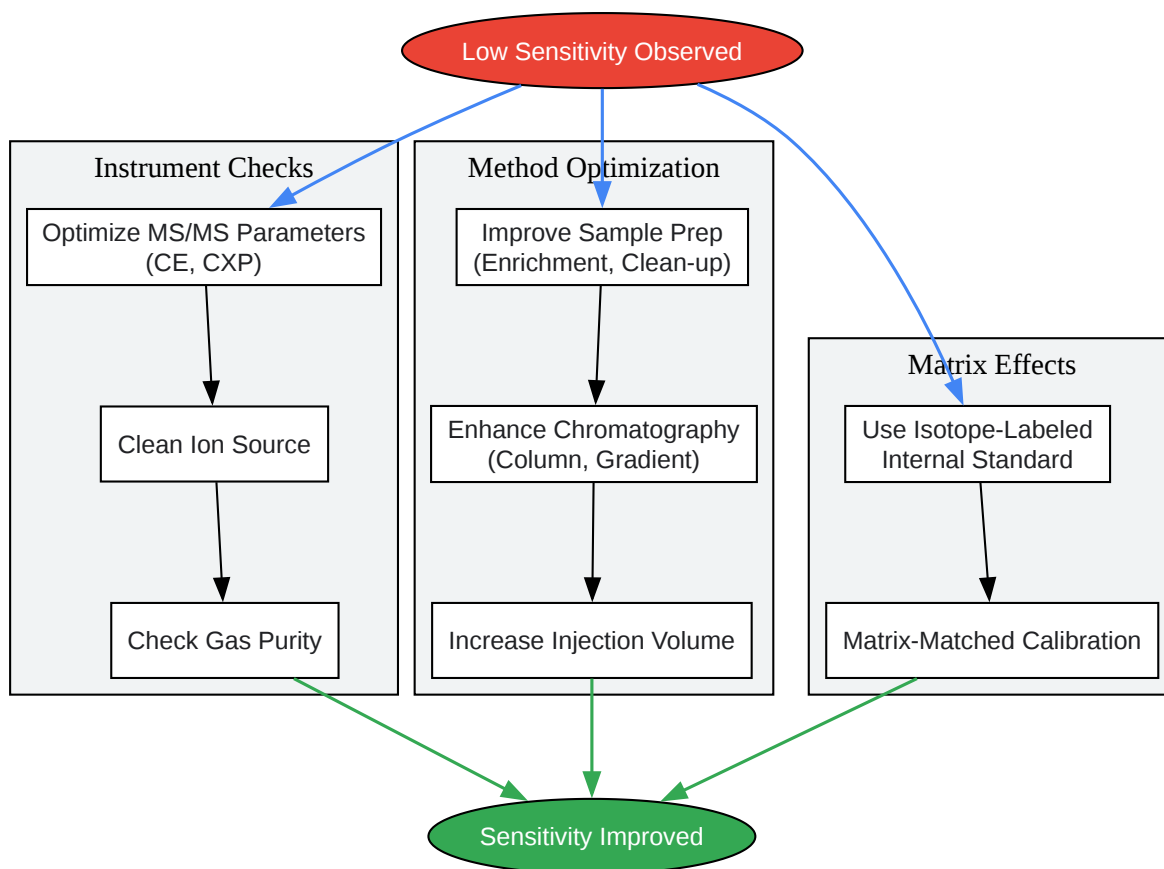 Low Sensitivity Observed
Instrument Checks
Optimize MS/MS Parameters
(CE, CXP)
Clean Ion Source
Check Gas Purity
Method Optimization
Improve Sample Prep
(Enrichment, Clean-up)
Enhance Chromatography
(Column, Gradient)
Increase Injection Volume
Matrix Effects
Use Isotope-Labeled
Internal Standard
Matrix-Matched Calibration
Sensitivity Improved